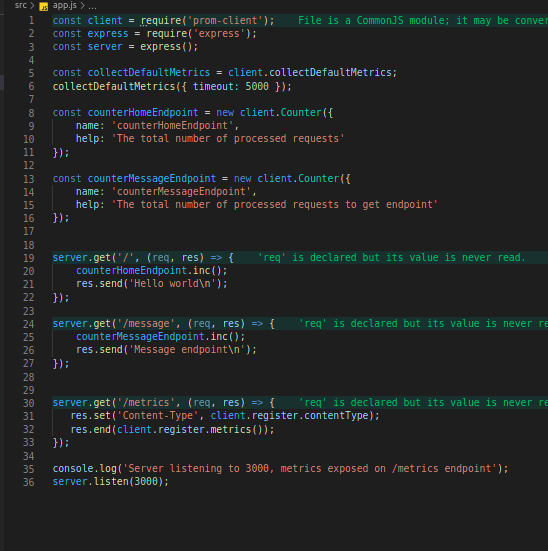 src > JS app.js > ...
1 const client = require('prom-client');    File is a CommonJS module; it may be conver
2 const express = require('express');
3 const server = express();
4
5 const collectDefaultMetrics = client.collectDefaultMetrics;
6 collectDefaultMetrics({ timeout: 5000 });
7
8 const counterHomeEndpoint = new client.Counter({
9     name: 'counterHomeEndpoint',
10     help: 'The total number of processed requests'
11 });
12
13 const counterMessageEndpoint = new client.Counter({
14     name: 'counterMessageEndpoint',
15     help: 'The total number of processed requests to get endpoint'
16 });
17
18
19 server.get('/', (req, res) => {    'req' is declared but its value is never read.
20     counterHomeEndpoint.inc();
21     res.send('Hello world\n');
22 });
23
24 server.get('/message', (req, res) => {    'req' is declared but its value is never re
25     counterMessageEndpoint.inc();
26     res.send('Message endpoint\n');
27 });
28
29
30 server.get('/metrics', (req, res) => {    'req' is declared but its value is never re
31    res.set('Content-Type', client.register.contentType);
32    res.end(client.register.metrics());
33 });
34
35 console.log('Server listening to 3000, metrics exposed on /metrics endpoint');
36 server.listen(3000);